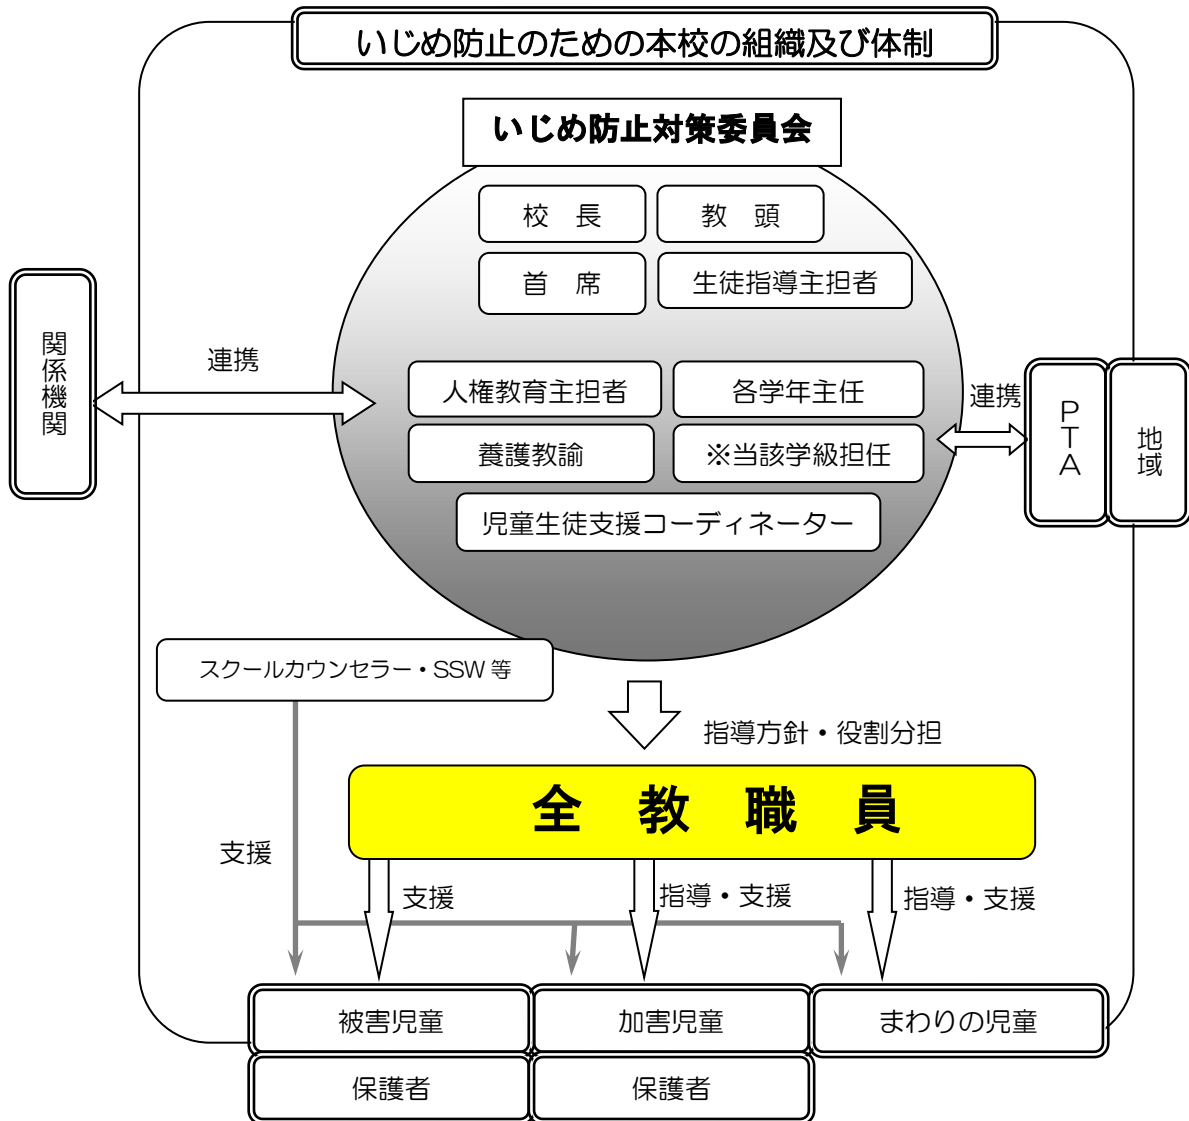 いじめ防止のための本校の組織及び体制
いじめ防止対策委員会
校　長
教　頭
首　席
生徒指導主担者
関係機関
連携
人権教育主担者
各学年主任
連携
PTA
地域
養護教諭
※当該学級担任
児童生徒支援コーディネーター
スクールカウンセラー・SSW 等
指導方針・役割分担
全　教　職　員
支援
支援
指導・支援
指導・支援
被害児童
加害児童
まわりの児童
保護者
保護者